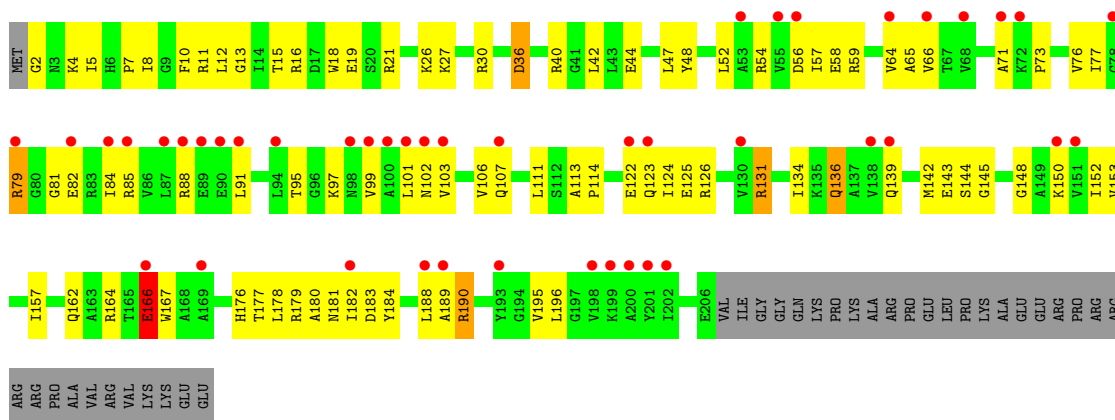 MET G2 N3 K4 I5 H6 P7 I8 G9 F10 R11 L12 G13 I14 T15 R16 D17 W18 E19 S20 R21 K26 K27 R30 D36 R40 G41 L42 L43 E44 L47 Y48 L52 A53 R54 V55 D56 I57 E58 R59 V64 A65 V66 T67 V68 A71 K72 P73 V76 I77 G78
R79 G80 G81 E82 R83 I84 R85 V86 L87 R88 E89 E90 L91 L94 T95 G96 K97 N98 V99 A100 L101 N102 V103 V106 Q107 L111 S112 A113 P114 E122 Q123 I124 E125 R126 V130 R131 I134 K135 Q136 A137 V138 Q139 M142 E143 S144 G145 G148 A149 K150 V151 I152 V153
I157 Q162 A163 R164 T165 E166 W167 A168 A169 H176 T177 L178 R179 A180 N181 I182 D183 Y184 L188 A189 R190 Y193 G194 V195 L196 G197 V198 K199 A200 Y201 I202 E206 VAL ILE GLY GLY GLN LYS PRO LYS ALA ARG PRO GLU LEU PRO LYS ALA GLU GLU ARG PRO ARG ARG
ARG ARG PRO ALA VAL ARG VAL LYS LYS GLU GLU